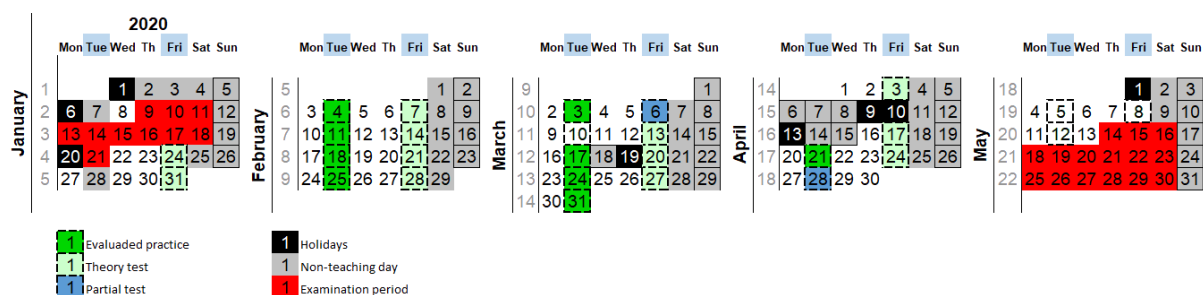 2020
January
Mon Tue Wed Th Fri Sat Sun
1 1 2 3 4 5
2 6 7 8 9 10 11 12
3 13 14 15 16 17 18 19
4 20 21 22 23 24 25 26
5 27 28 29 30 31
February
Mon Tue Wed Th Fri Sat Sun
5 1 2
6 3 4 5 6 7 8 9
7 10 11 12 13 14 15 16
8 17 18 19 20 21 22 23
9 24 25 26 27 28 29
March
Mon Tue Wed Th Fri Sat Sun
9 1
10 2 3 4 5 6 7 8
11 9 10 11 12 13 14 15
12 16 17 18 19 20 21 22
13 23 24 25 26 27 28 29
14 30 31
April
Mon Tue Wed Th Fri Sat Sun
14 1 2 3 4 5
15 6 7 8 9 10 11 12
16 13 14 15 16 17 18 19
17 20 21 22 23 24 25 26
18 27 28 29 30
May
Mon Tue Wed Th Fri Sat Sun
18 1 2 3
19 4 5 6 7 8 9 10
20 11 12 13 14 15 16 17
21 18 19 20 21 22 23 24
22 25 26 27 28 29 30 31
1 Evaluaded practice
1 Theory test
1 Partial test
1 Holidays
1 Non-teaching day
1 Examination period